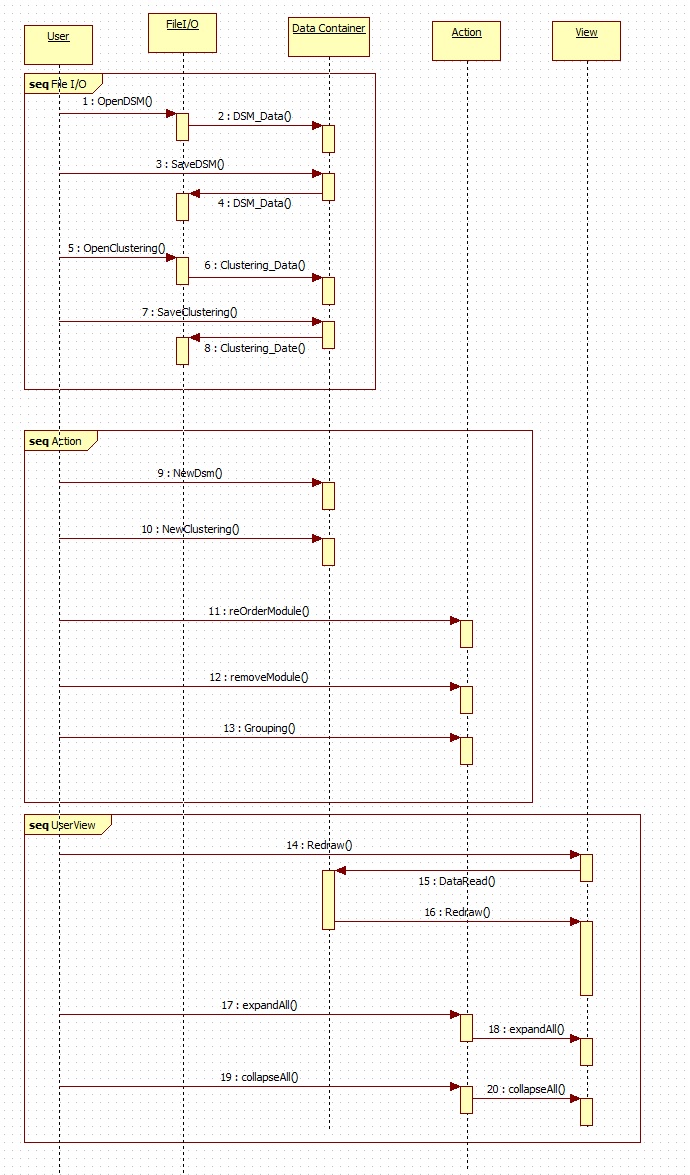 User
FileI/O
Data Container
Action
View
seq File I/O
1 : OpenDSM()
2 : DSM_Data()
3 : SaveDSM()
4 : DSM_Data()
5 : OpenClustering()
6 : Clustering_Data()
7 : SaveClustering()
8 : Clustering_Date()
seq Action
9 : NewDsm()
10 : NewClustering()
11 : reOrderModule()
12 : removeModule()
13 : Grouping()
seq UserView
14 : Redraw()
15 : DataRead()
16 : Redraw()
17 : expandAll()
18 : expandAll()
19 : collapseAll()
20 : collapseAll()